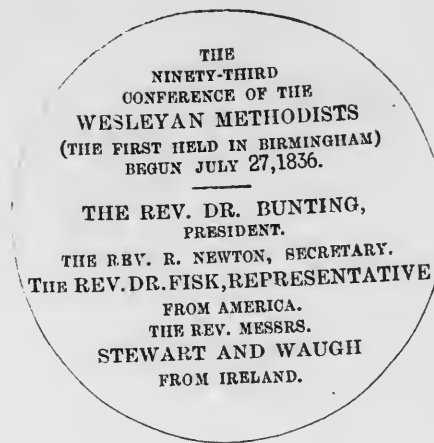 THE
NINETY-THIRD
CONFERENCE OF THE
WESLEYAN METHODISTS
(THE FIRST HELD IN BIRMINGHAM)
BEGUN JULY 27,1836.
THE REV. DR. BUNTING,
PRESIDENT.
THE REV. R. NEWTON, SECRETARY.
THE REV. DR. FISK, REPRESENTATIVE
FROM AMERICA.
THE REV. MESSRS.
STEWART AND WAUGH
FROM IRELAND.